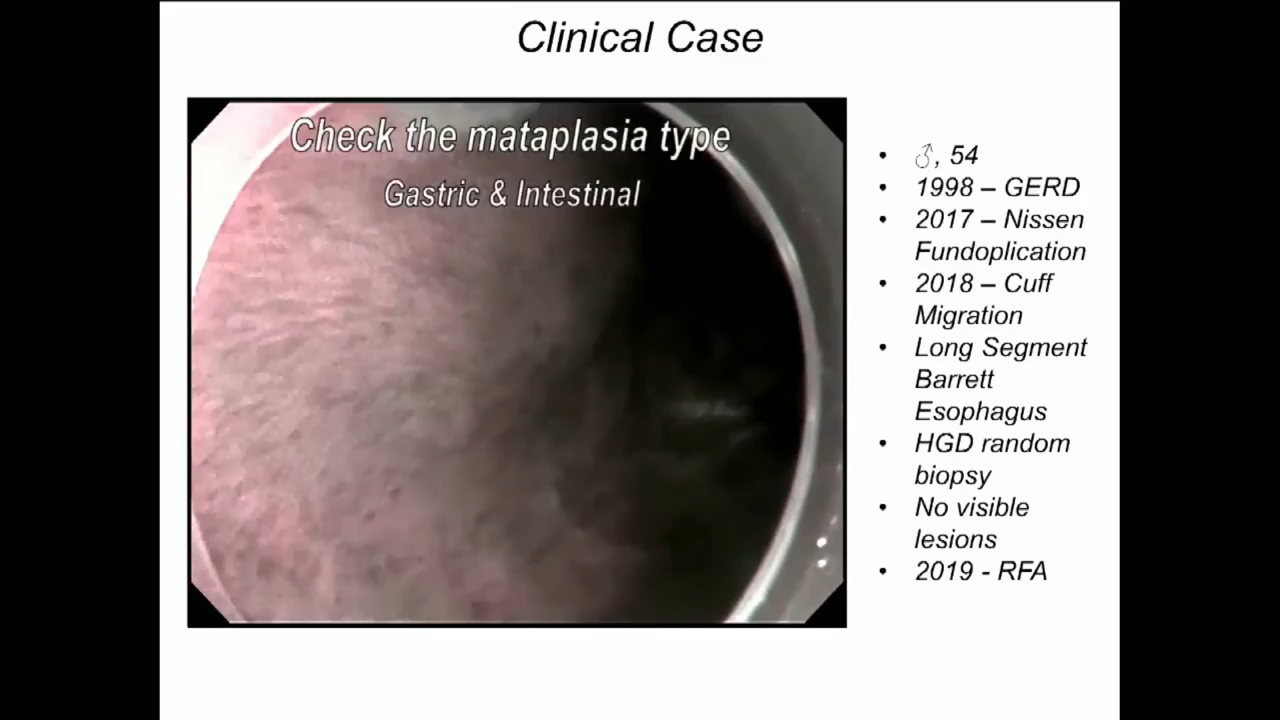 Clinical Case
Check the mataplasia type
Gastric & Intestinal
• ♂, 54
• 1998 – GERD
• 2017 – Nissen
Fundoplication
• 2018 – Cuff
Migration
• Long Segment
Barrett
Esophagus
• HGD random
biopsy
• No visible
lesions
• 2019 - RFA